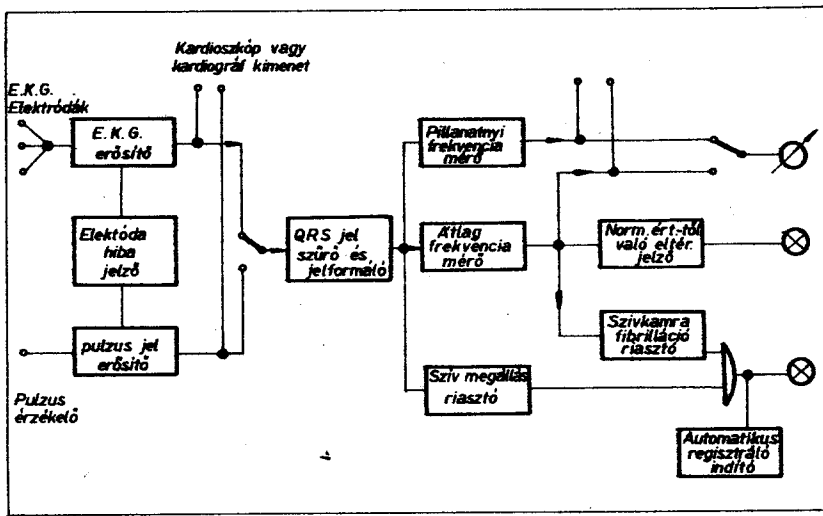 Kardioszkóp vagy
kardiográf kimenet
E.K.G.
Elektródák
E. K. G.
erősítő
Elektóda
hiba
jelző
pulzus jel
erősítő
Pulzus
érzékelő
QRS jel
szűrő és
jelformáló
Pillanatnyi
frekvencia
mérő
Átlag
frekvencia
mérő
Szív megállás
riasztó
Norm. ért.-től
való eltér.
jelző
Szívkamra
fibrilláció
riasztó
Automatikus
regisztráló
indító